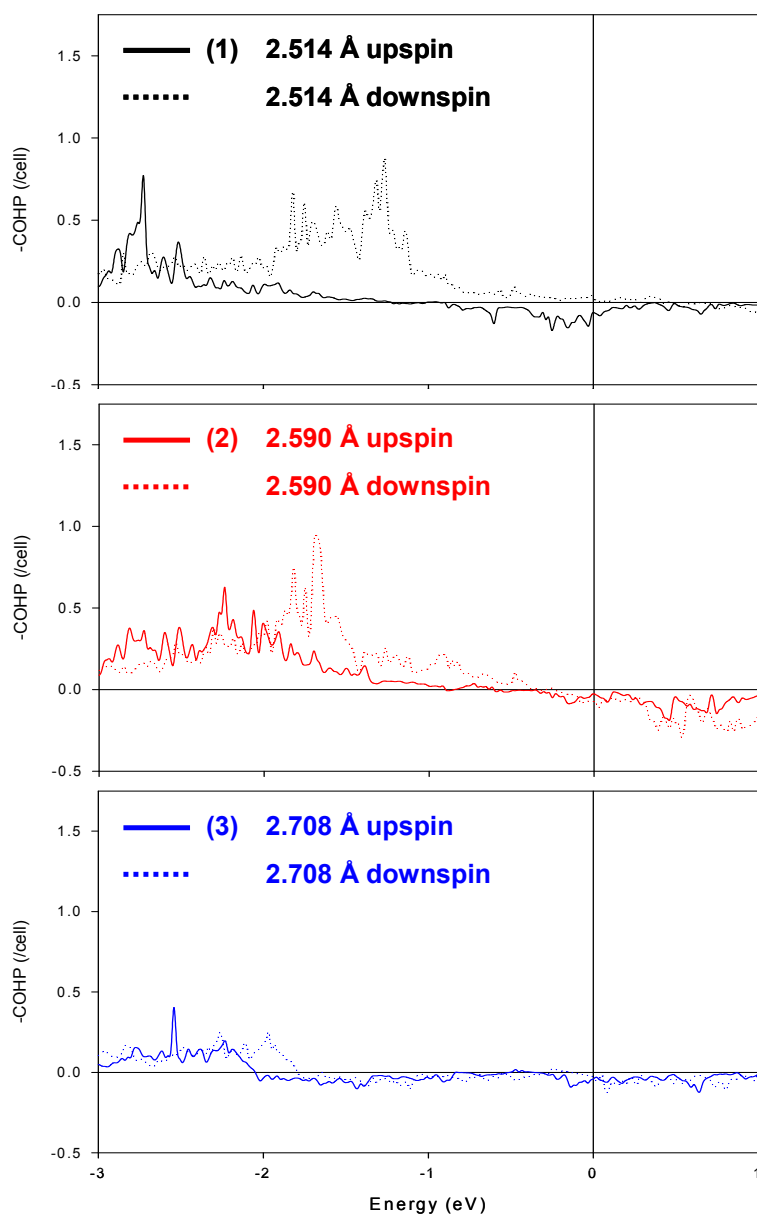 (1) 2.514 Å upspin
2.514 Å downspin
-COHP (/cell)
1.5
1.0
0.5
0.0
-0.5
(2) 2.590 Å upspin
2.590 Å downspin
-COHP (/cell)
1.5
1.0
0.5
0.0
-0.5
(3) 2.708 Å upspin
2.708 Å downspin
-COHP (/cell)
1.5
1.0
0.5
0.0
-0.5
-3 -2 -1 0 1
Energy (eV)